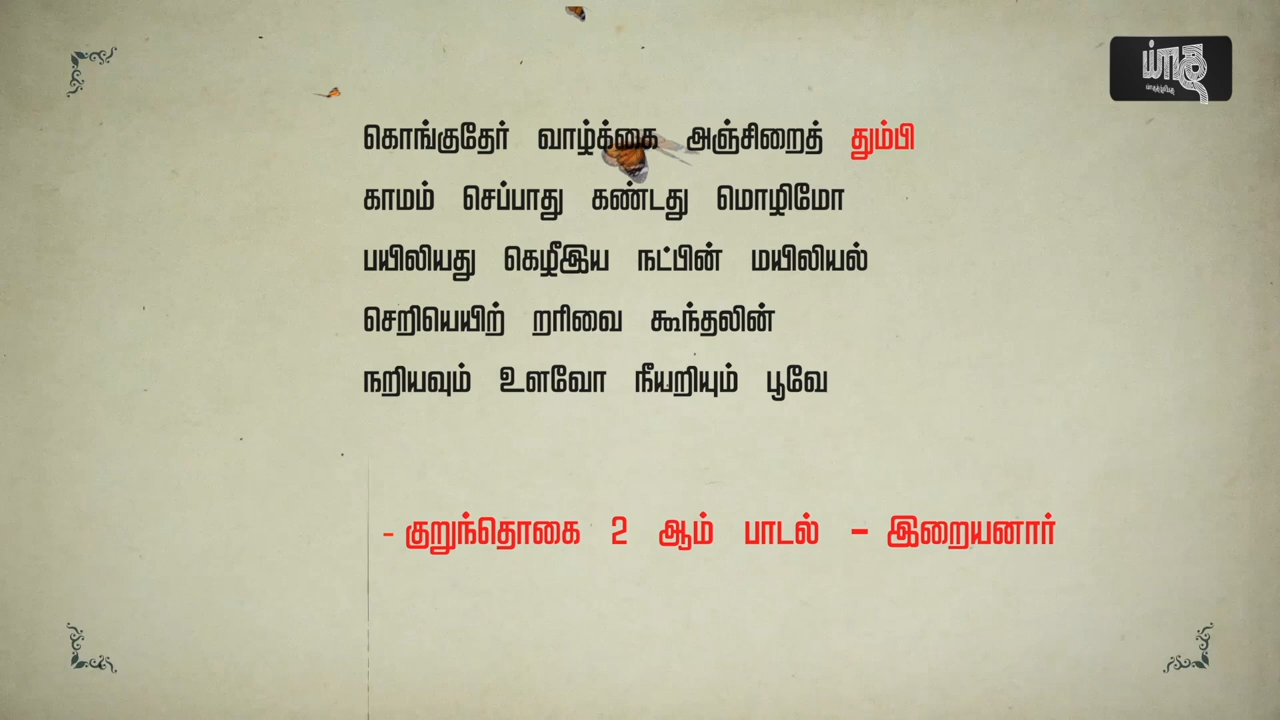 கொங்குதேர் வாழ்க்கை அஞ்சிறைத் தும்பி
காமம் செப்பாது கண்டது மொழிமோ
பயிலியது கெழீஇய நட்பின் மயிலியல்
செறியெயிற் றரிவை கூந்தலின்
நறியவும் உளவோ நீயறியும் பூவே
- குறுந்தொகை 2 ஆம் பாடல் - இறையனார்